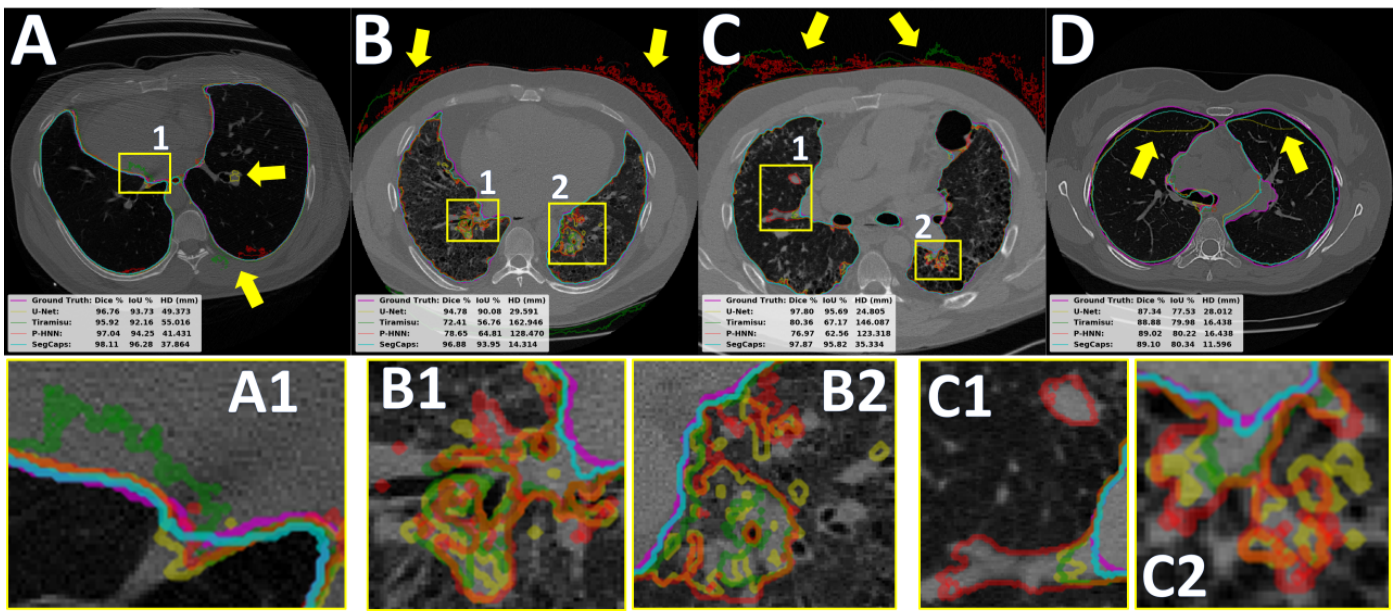 A
B
C
D
1
1
2
1
2
Ground Truth: Dice % IoU % HD (mm)
U-Net: 96.76 93.73 49.373
Tiramisu: 95.92 92.16 55.016
P-HNN: 97.04 94.25 41.431
SegCaps: 98.11 96.28 37.864
Ground Truth: Dice % IoU % HD (mm)
U-Net: 94.78 90.08 29.591
Tiramisu: 72.41 56.76 162.946
P-HNN: 78.65 64.81 128.470
SegCaps: 96.88 93.95 14.314
Ground Truth: Dice % IoU % HD (mm)
U-Net: 97.80 95.69 24.805
Tiramisu: 80.36 67.17 146.087
P-HNN: 76.97 62.56 123.318
SegCaps: 97.87 95.82 35.334
Ground Truth: Dice % IoU % HD (mm)
U-Net: 87.34 77.53 28.012
Tiramisu: 88.88 79.98 16.438
P-HNN: 89.02 80.22 16.438
SegCaps: 89.10 80.34 11.596
A1
B1
B2
C1
C2